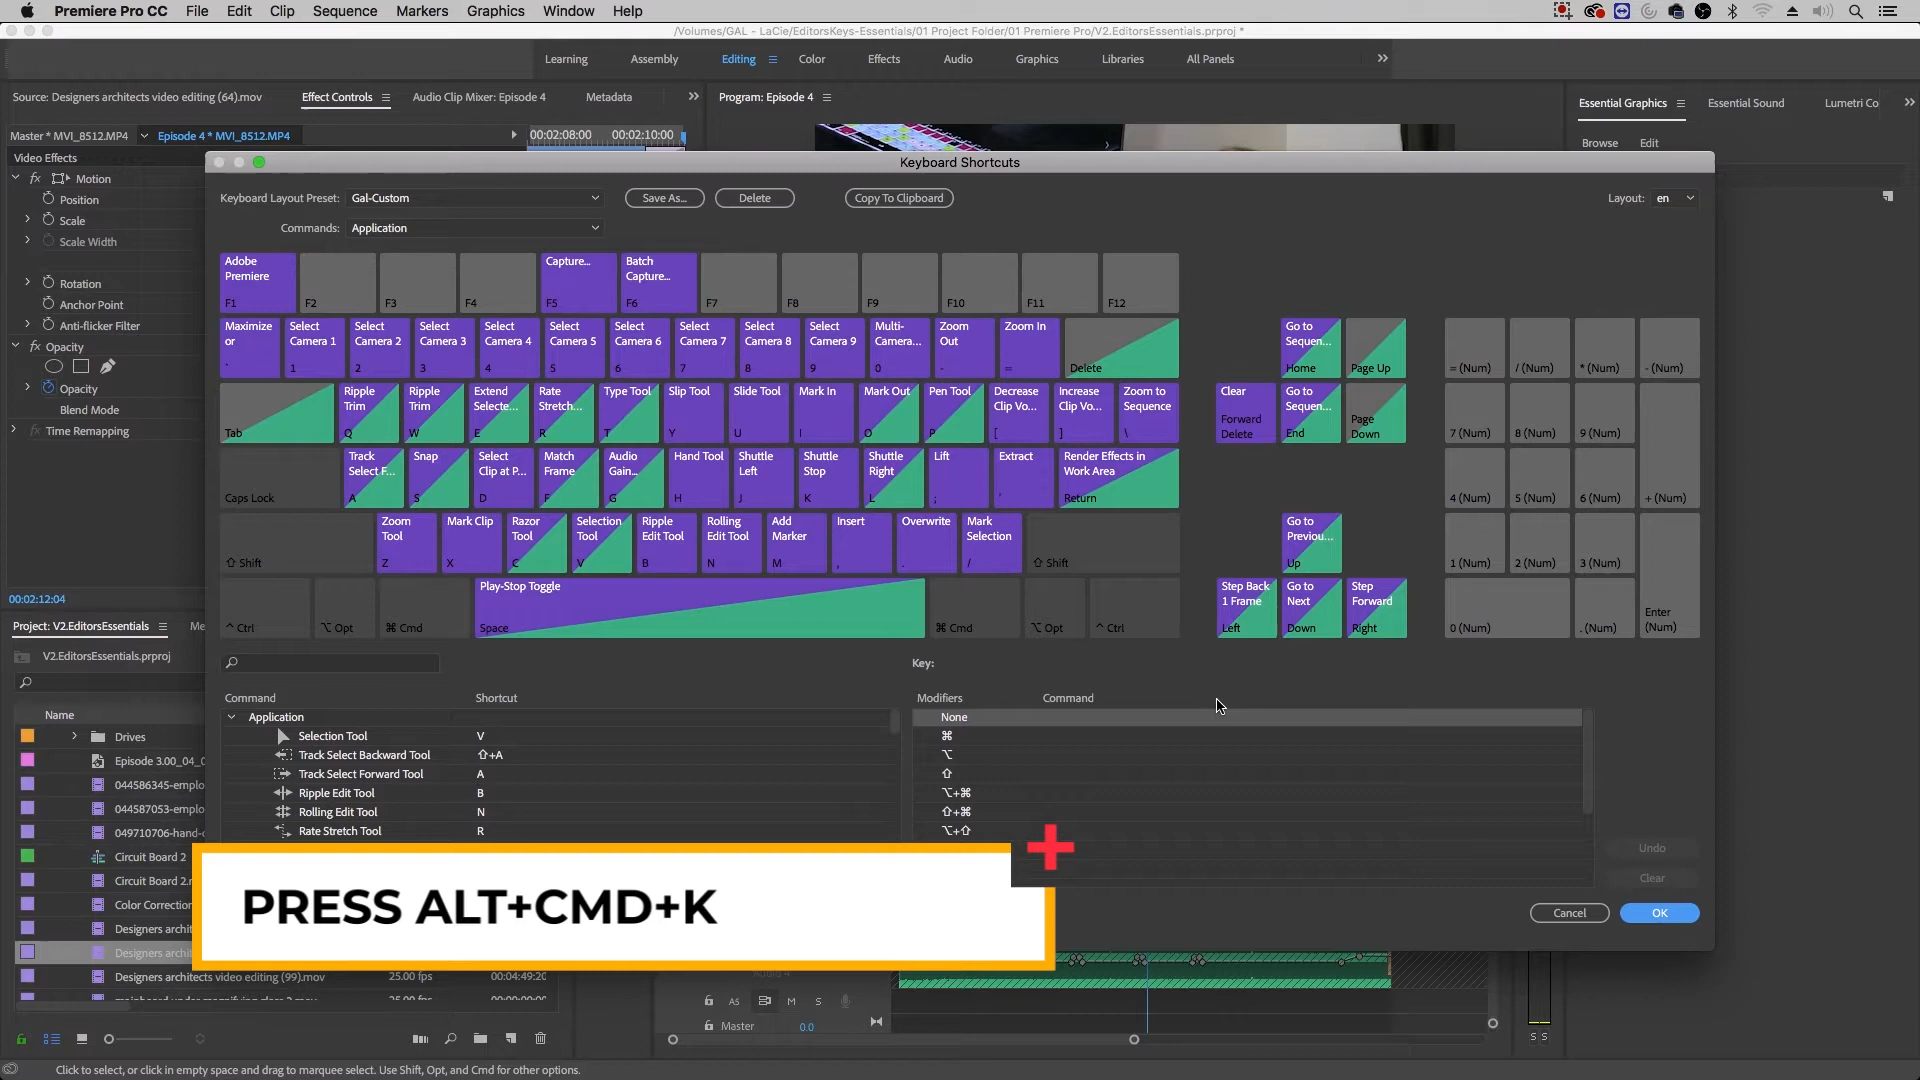 Premiere Pro CC File Edit Clip Sequence Markers Graphics Window Help
/Volumes/GAL - LaCie/EditorsKeys-Essentials/01 Project Folder/01 Premiere Pro/V2.EditorsEssentials.prproj *
Learning Assembly Editing Color Effects Audio Graphics Libraries All Panels
Source: Designers architects video editing (64).mov Effect Controls Audio Clip Mixer: Episode 4 Metadata Program: Episode 4 Essential Graphics Essential Sound Lumetri Co
Master * MVI_8512.MP4 Episode 4 * MVI_8512.MP4 00:02:08:00 00:02:10:00
Browse Edit
Video Effects
fx Motion
Position
Scale
Scale Width
Rotation
Anchor Point
Anti-flicker Filter
fx Opacity
Opacity
Blend Mode
fx Time Remapping
00:02:12:04
Keyboard Shortcuts
Keyboard Layout Preset: Gal-Custom Save As... Delete Copy To Clipboard Layout: en
Commands: Application
Adobe Premiere F1 F2 F3 F4 Capture... F5 Batch Capture... F6 F7 F8 F9 F10 F11 F12
Maximize or ` Select Camera 1 1 Select Camera 2 2 Select Camera 3 3 Select Camera 4 4 Select Camera 5 5 Select Camera 6 6 Select Camera 7 7 Select Camera 8 8 Select Camera 9 9 Multi-Camera... 0 Zoom Out - Zoom In = Delete Go to Sequen... Home Page Up = (Num) / (Num) * (Num) - (Num)
Tab Ripple Trim Q Ripple Trim W Extend Selecte... E Rate Stretch... R Type Tool T Slip Tool Y Slide Tool U Mark In I Mark Out O Pen Tool P Decrease Clip Vo... [ Increase Clip Vo... ] Zoom to Sequence \ Clear Forward Delete Go to Sequen... End Page Down 7 (Num) 8 (Num) 9 (Num)
Caps Lock Track Select F... A Snap S Select Clip at P... D Match Frame F Audio Gain... G Hand Tool H Shuttle Left J Shuttle Stop K Shuttle Right L Lift ; Extract ' Render Effects in Work Area Return 4 (Num) 5 (Num) 6 (Num) + (Num)
⇧ Shift Zoom Tool Z Mark Clip X Razor Tool C Selection Tool V Ripple Edit Tool B Rolling Edit Tool N Add Marker M Insert , Overwrite . Mark Selection / ⇧ Shift Go to Previou... Up 1 (Num) 2 (Num) 3 (Num)
^ Ctrl ⌥ Opt ⌘ Cmd Play-Stop Toggle Space ⌘ Cmd ⌥ Opt ^ Ctrl Step Back 1 Frame Left Go to Next Down Step Forward Right 0 (Num) . (Num) Enter (Num)
Key:
Command Shortcut Modifiers Command
Application None
Selection Tool V ⌘
Track Select Backward Tool ⇧+A ⌥
Track Select Forward Tool A ⇧
Ripple Edit Tool B ⌥+⌘
Rolling Edit Tool N ⇧+⌘
Rate Stretch Tool R ⌥+⇧
Undo
Clear
Cancel OK
PRESS ALT+CMD+K
Project: V2.EditorsEssentials Me
V2.EditorsEssentials.prproj
Name
Drives
Episode 3.00_04_0
044586345-emplo
044587053-emplo
049710706-hand-c
Circuit Board 2
Circuit Board 2.r
Color Correction
Designers archit
Designers archit
Designers architects video editing (99).mov 25.00 fps 00:04:49:20
A5 M S
Master 0.0
S S
Click to select, or click in empty space and drag to marquee select. Use Shift, Opt, and Cmd for other options.